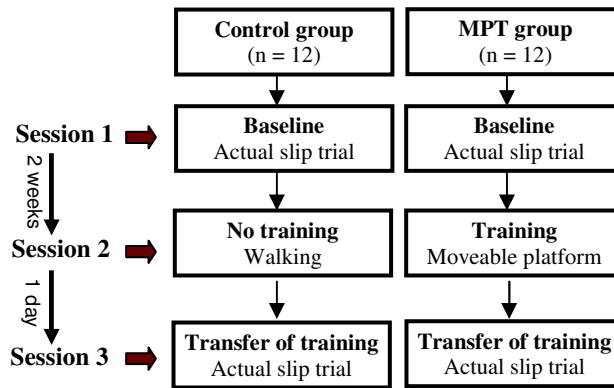 Control group
(n = 12)
MPT group
(n = 12)
Session 1
Baseline
Actual slip trial
Baseline
Actual slip trial
2 weeks
Session 2
No training
Walking
Training
Moveable platform
1 day
Session 3
Transfer of training
Actual slip trial
Transfer of training
Actual slip trial